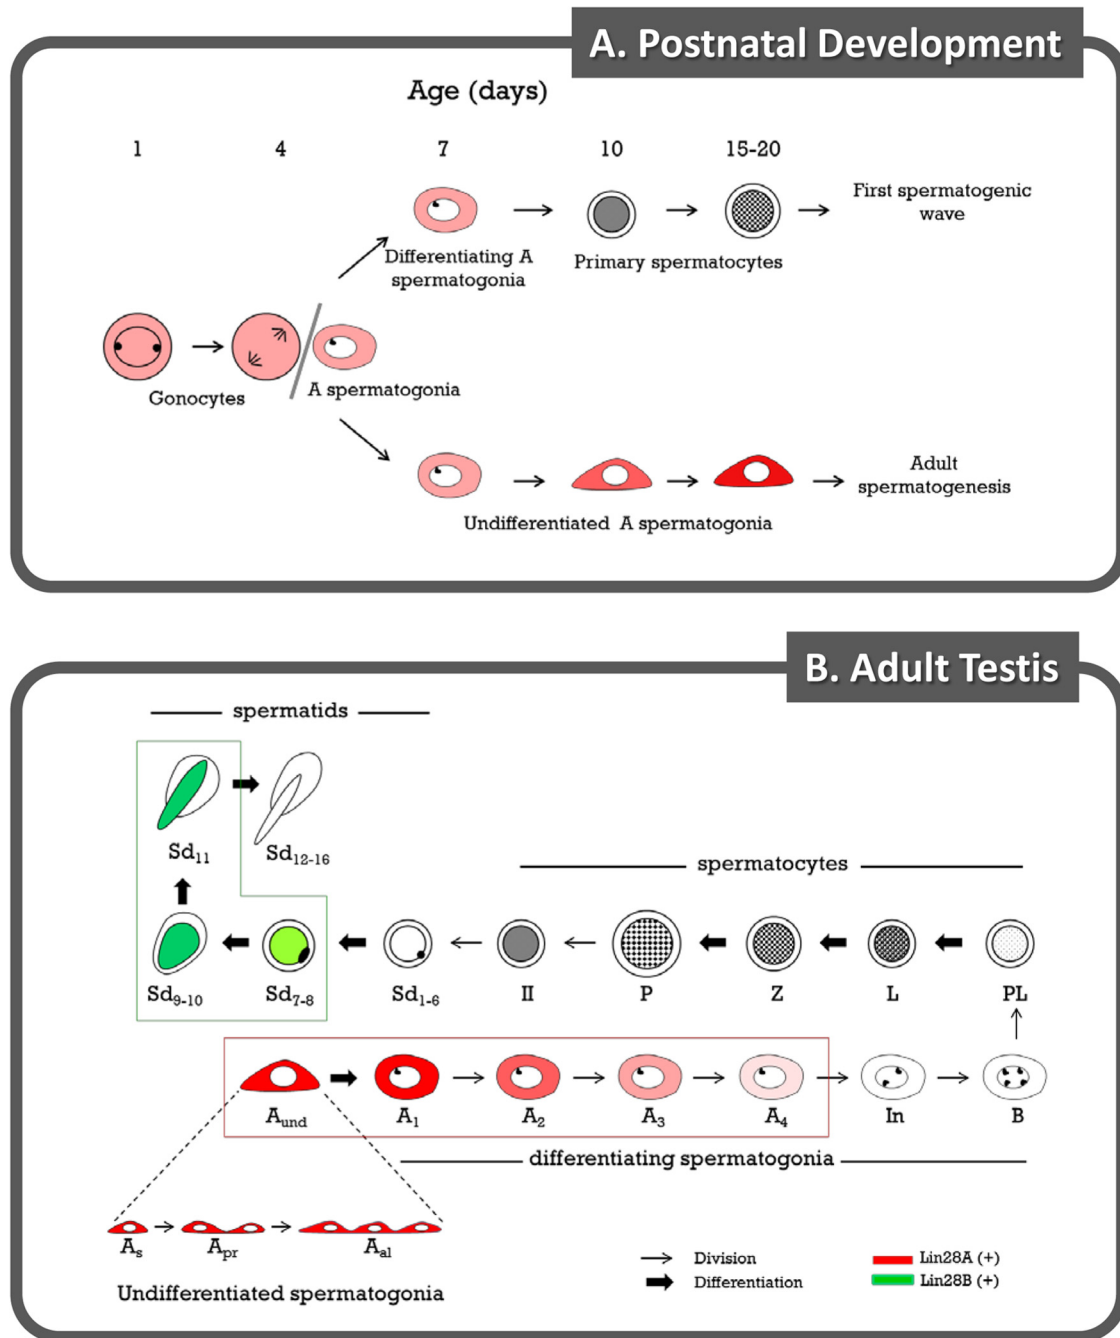 A. Postnatal Development
Age (days)
1 4 7 10 15-20
First spermatogenic
wave
Differentiating A
spermatogonia
Primary spermatocytes
Gonocytes
A spermatogonia
Adult
spermatogenesis
Undifferentiated A spermatogonia
B. Adult Testis
spermatids
Sd11 Sd12-16
spermatocytes
Sd9-10 Sd7-8 Sd1-6 II P Z L PL
Aund A1 A2 A3 A4 In B
differentiating spermatogonia
As Apr Aal
Undifferentiated spermatogonia
Division
Differentiation
Lin28A (+)
Lin28B (+)